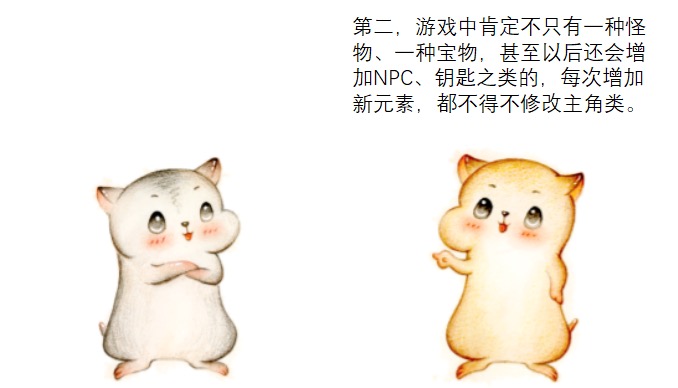 第二，游戏中肯定不只有一种怪
物、一种宝物，甚至以后还会增
加NPC、钥匙之类的，每次增加
新元素，都不得不修改主角类。